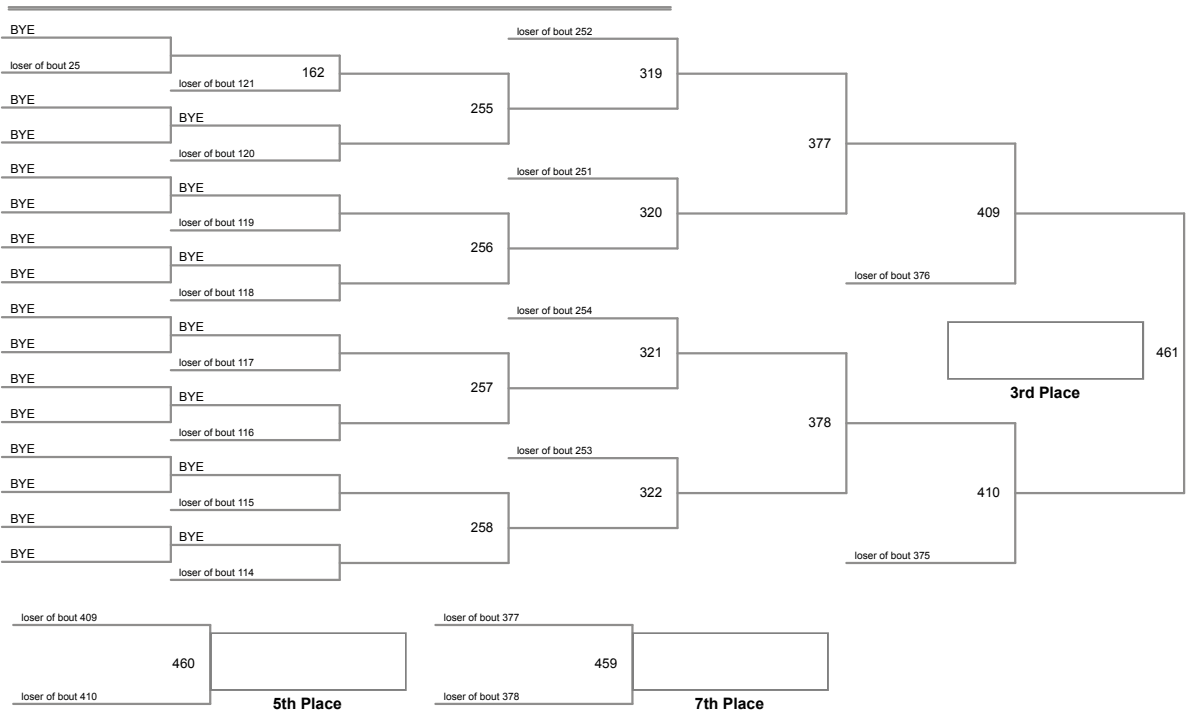 BYE
loser of bout 25
BYE
BYE
BYE
BYE
BYE
BYE
BYE
BYE
BYE
BYE
BYE
BYE
BYE
BYE
162
loser of bout 121
BYE
loser of bout 120
BYE
loser of bout 119
BYE
loser of bout 118
BYE
loser of bout 117
BYE
loser of bout 116
BYE
loser of bout 115
BYE
loser of bout 114
255
256
257
258
loser of bout 252
319
loser of bout 251
320
loser of bout 254
321
loser of bout 253
322
377
378
409
loser of bout 376
410
loser of bout 375
461
3rd Place
loser of bout 409
460
loser of bout 410
5th Place
loser of bout 377
459
loser of bout 378
7th Place